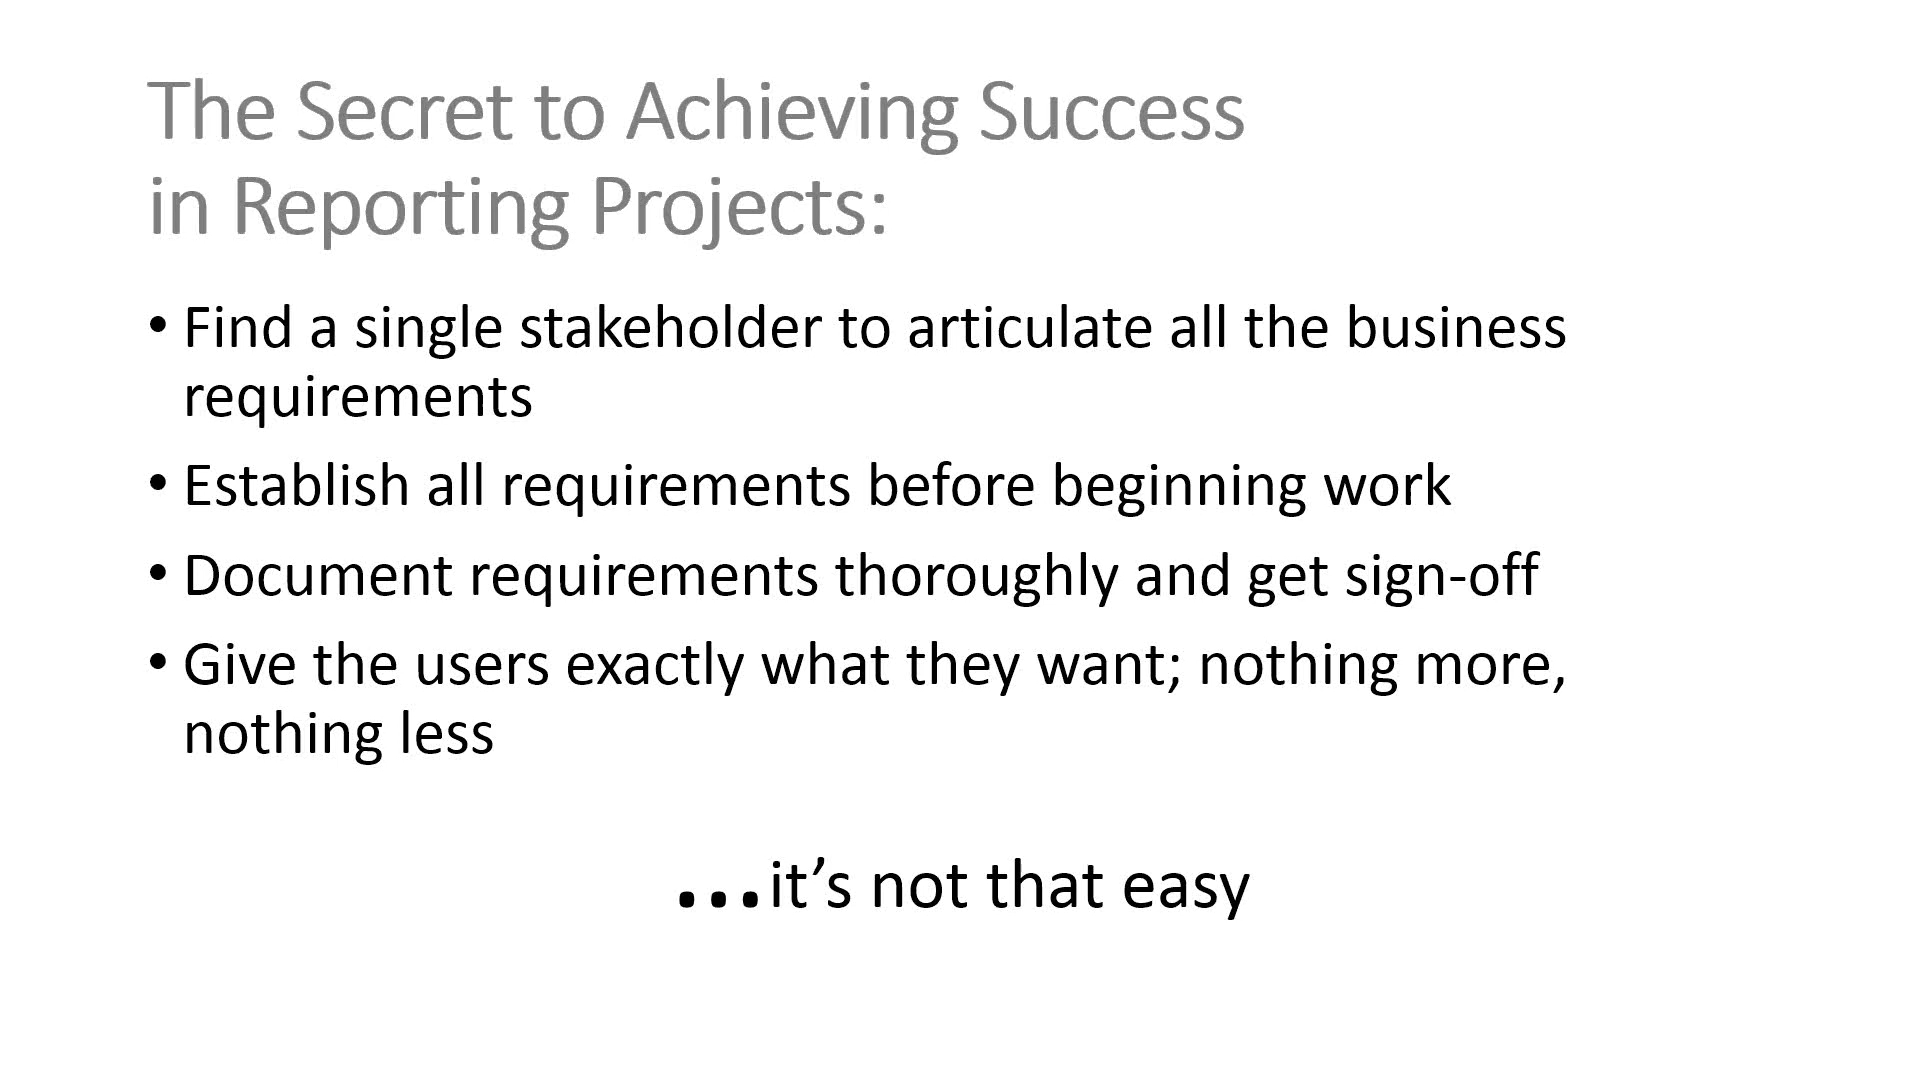 The Secret to Achieving Success
in Reporting Projects:
• Find a single stakeholder to articulate all the business
requirements
• Establish all requirements before beginning work
• Document requirements thoroughly and get sign-off
• Give the users exactly what they want; nothing more,
nothing less
…it’s not that easy